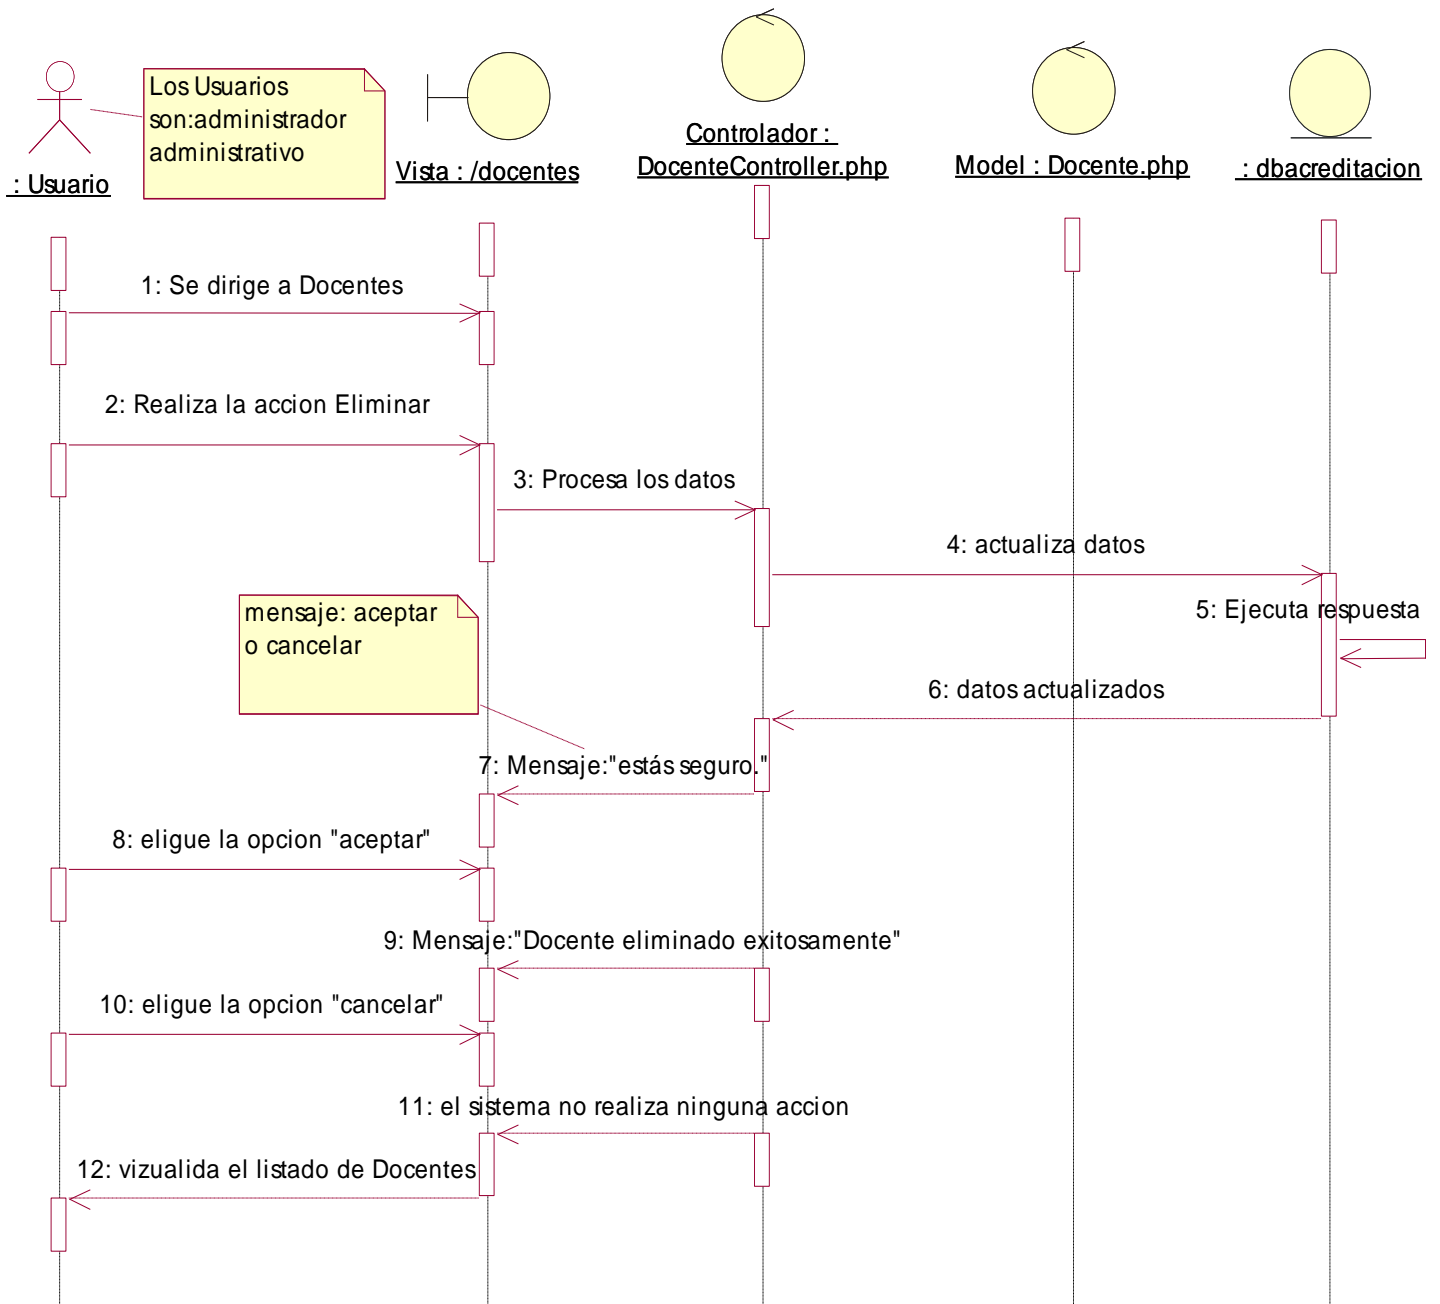 Los Usuarios
son:administrador
administrativo
: Usuario
Vista : /docentes
Controlador :
DocenteController.php
Model : Docente.php
: dbacreditacion
1: Se dirige a Docentes
2: Realiza la accion Eliminar
3: Procesa los datos
4: actualiza datos
5: Ejecuta respuesta
mensaje: aceptar
o cancelar
6: datos actualizados
7: Mensaje:"estás seguro."
8: eligue la opcion "aceptar"
9: Mensaje:"Docente eliminado exitosamente"
10: eligue la opcion "cancelar"
11: el sistema no realiza ninguna accion
12: vizualida el listado de Docentes